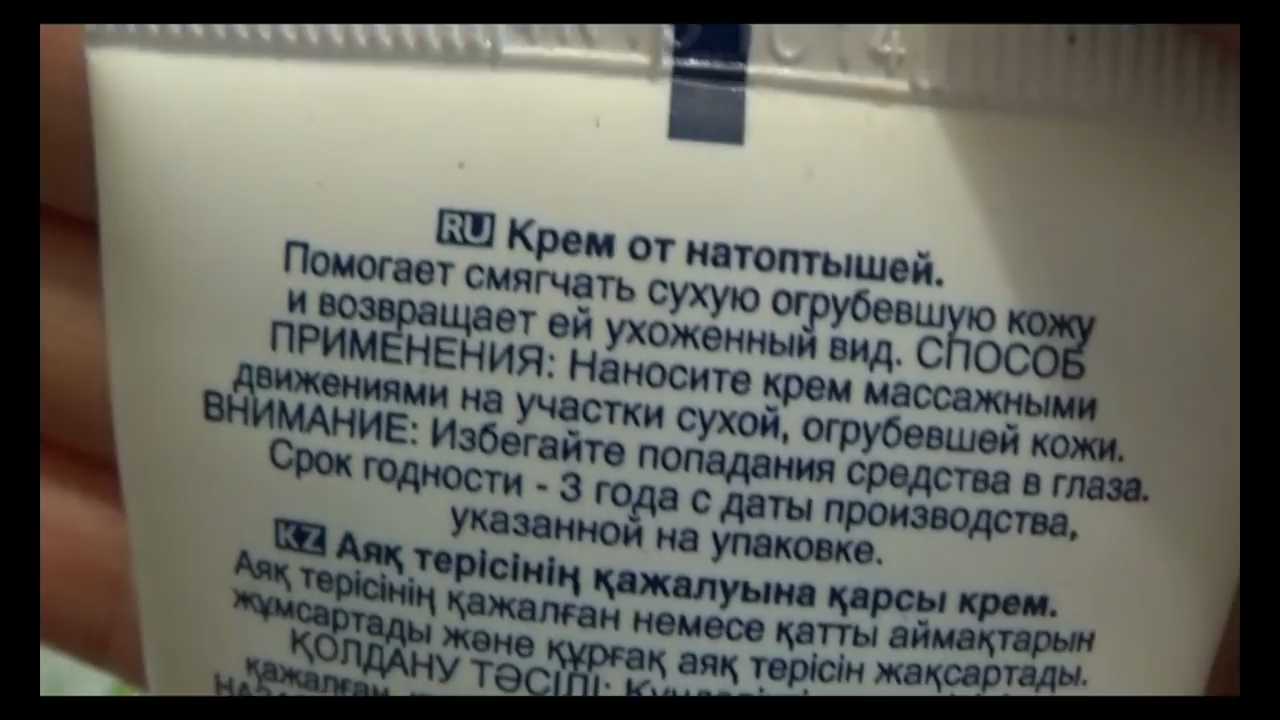 RU Крем от натоптышей.
Помогает смягчать сухую огрубевшую кожу
и возвращает ей ухоженный вид. СПОСОБ
ПРИМЕНЕНИЯ: Наносите крем массажными
движениями на участки сухой, огрубевшей кожи.
ВНИМАНИЕ: Избегайте попадания средства в глаза.
Срок годности - 3 года с даты производства,
указанной на упаковке.
KZ Аяқ терісінің қажалуына қарсы крем.
Аяқ терісінің қажалған немесе қатты аймақтарын
жұмсартады және құрғақ аяқ терісін жақсартады.
ҚОЛДАНУ ТӘСІЛІ:
қажалған